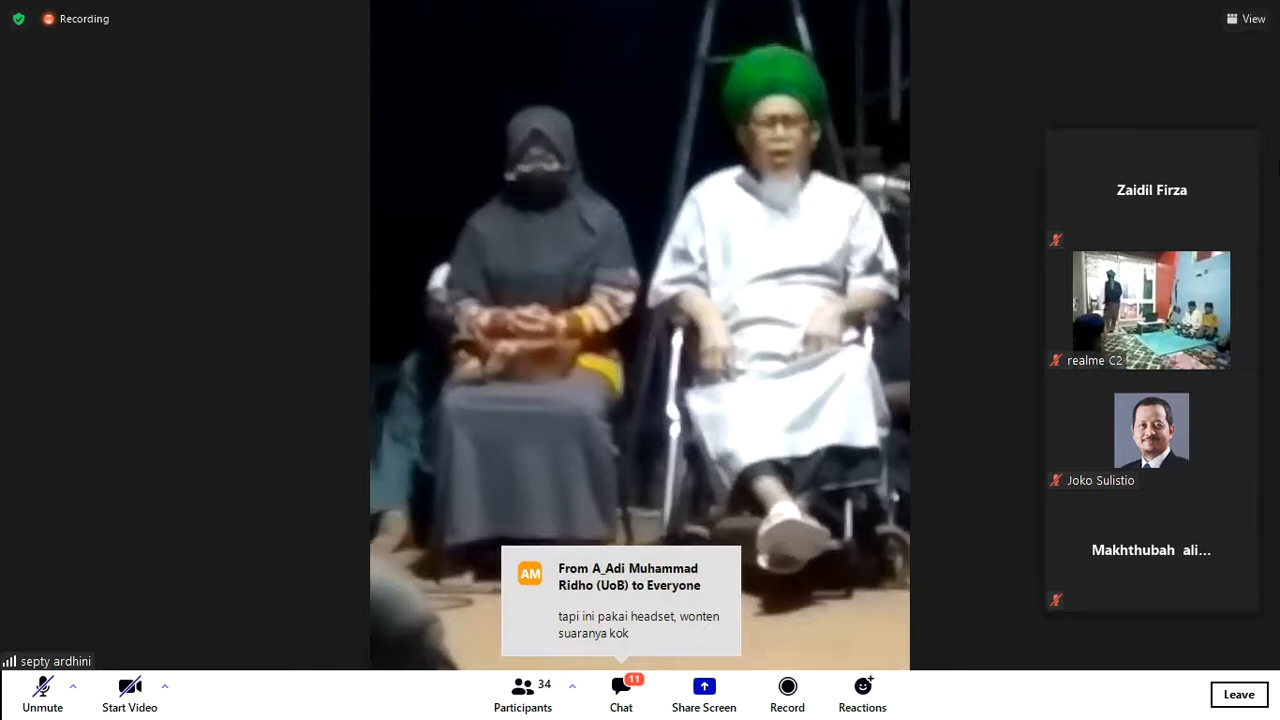 Recording
View
Zaidil Firza
realme C2
Joko Sulistio
Makhthubah ali...
From A_Adi Muhammad
Ridho (UoB) to Everyone
AM
tapi ini pakai headset, wonten
suaranya kok
septy ardhini
Unmute
Start Video
34
Participants
11
Chat
Share Screen
Record
Reactions
Leave